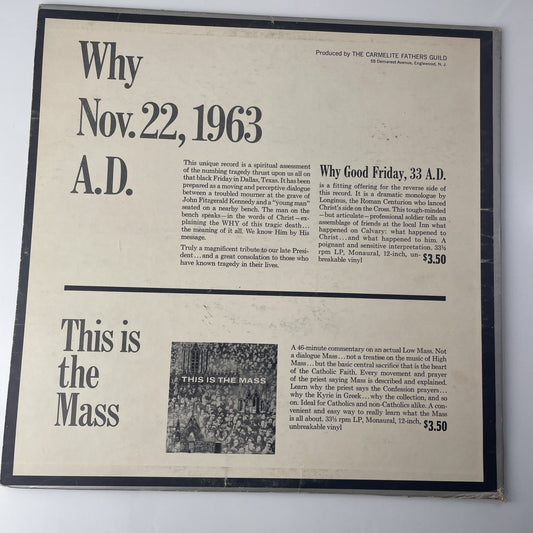 Produced by THE CARMELITE FATHERS GUILD
55 Demarest Avenue, Englewood, N. J.
Why
Nov. 22, 1963
A.D.
This unique record is a spiritual assessment
of the numbing tragedy thrust upon us all on
that black Friday in Dallas, Texas. It has been
prepared as a moving and perceptive dialogue
between a troubled mourner at the grave of
John Fitzgerald Kennedy and a “young man”
seated on a nearby bench. The man on the
bench speaks—in the words of Christ—ex-
plaining the WHY of this tragic death...
the meaning of it all. We know Him by His
message.
Truly a magnificent tribute to our late Presi-
dent...and a great consolation to those who
have known tragedy in their lives.
Why Good Friday, 33 A.D.
is a fitting offering for the reverse side of
this record. It is a dramatic monologue by
Longinus, the Roman Centurion who lanced
Christ's side on the Cross. This tough-minded
—but articulate—professional soldier tells an
assemblage of friends at the local Inn what
happened on Calvary: what happened to
Christ...and what happened to him. A
poignant and sensitive interpretation. 33⅓
rpm LP, Monaural, 12-inch, un-
breakable vinyl $3.50
This is
the
Mass
THIS IS THE MASS
A 46-minute commentary on an actual Low Mass. Not
a dialogue Mass...not a treatise on the music of High
Mass...but the basic central sacrifice that is the heart
of the Catholic Faith. Every movement and prayer
of the priest saying Mass is described and explained.
Learn why the priest says the Confession prayers...
why the Kyrie in Greek...why the collection, and so
on. Ideal for Catholics and non-Catholics alike. A con-
venient and easy way to really learn what the Mass
is all about. 33⅓ rpm LP, Monaural, 12-inch,
unbreakable vinyl $3.50